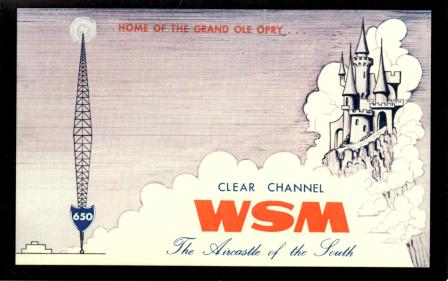 HOME OF THE GRAND OLE OPRY . . .
650
CLEAR CHANNEL
WSM
The Aircastle of the South